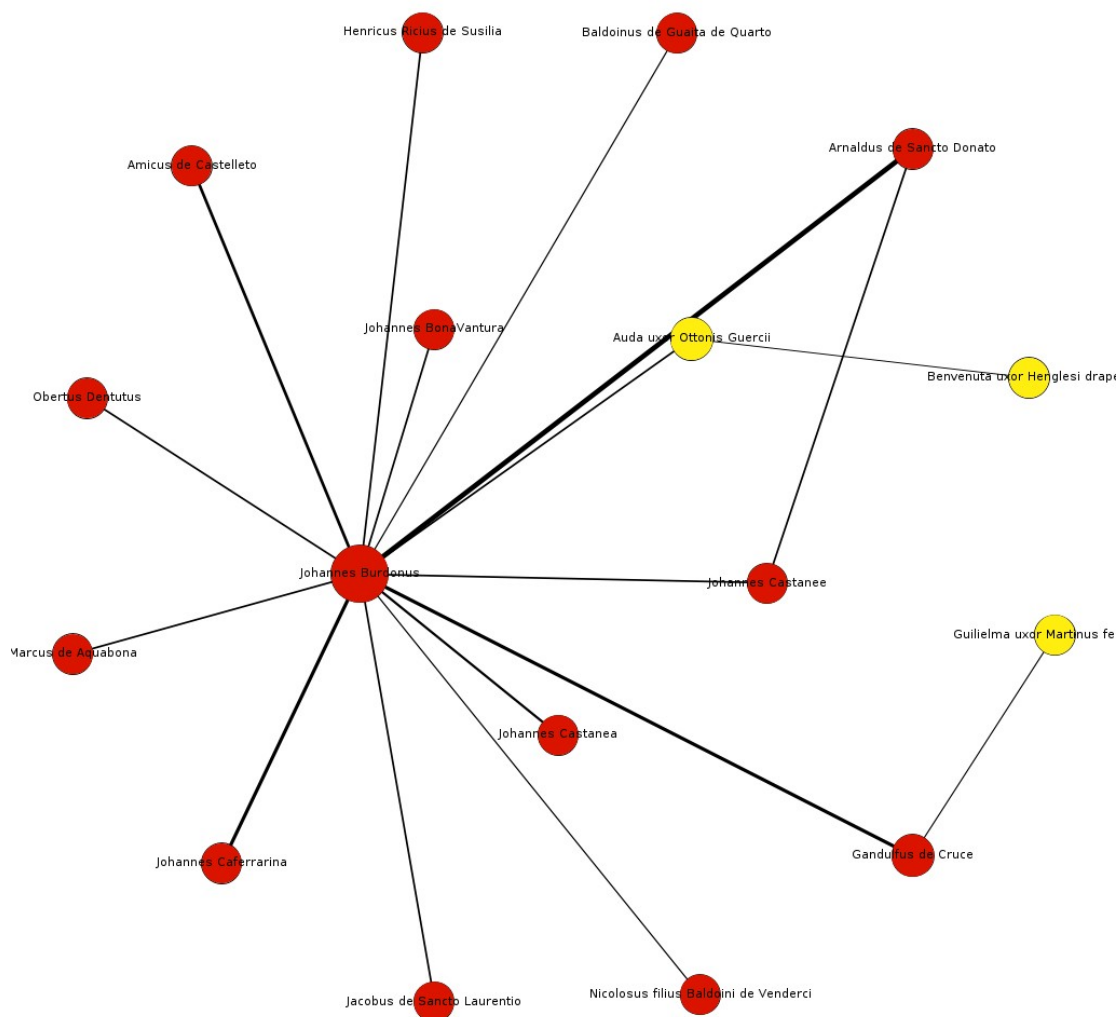 Henricus Ricius de Susilia
Baldoinus de Guaita de Quarto
Arnaldus de Sancto Donato
Amicus de Castelleto
Johannes BonaVantura
Auda uxor Ottonis Guercii
Benvenuta uxor Henglesi drape
Obertus Dentutus
Johannes Burdonus
Johannes Castanee
Guilielma uxor Martinus fe
Marcus de Aquabona
Johannes Castanea
Johannes Caferrarina
Gandulfus de Cruce
Jacobus de Sancto Laurentio
Nicolosus filius Baldoini de Venderci